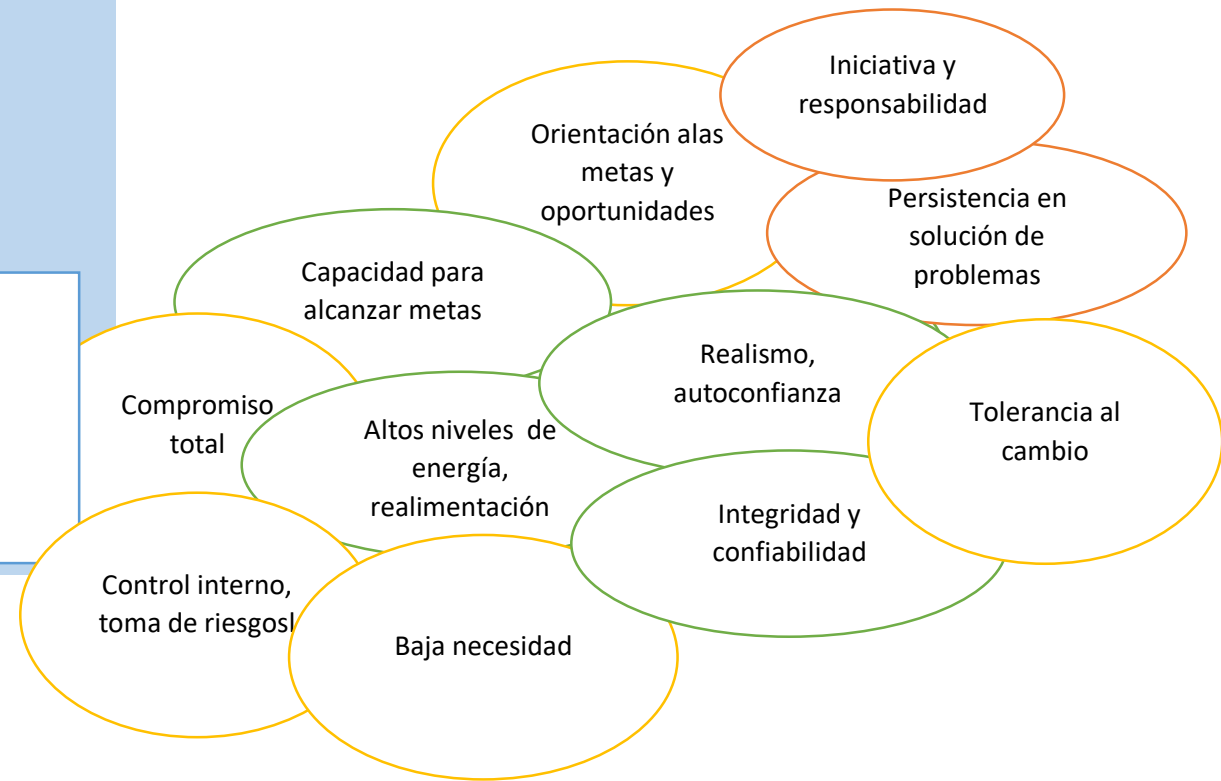 Iniciativa y
responsabilidad
Orientación alas
metas y
oportunidades
Persistencia en
solución de
problemas
Capacidad para
alcanzar metas
Realismo,
autoconfianza
Compromiso
total
Altos niveles  de
energía,
realimentación
Tolerancia al
cambio
Integridad y
confiabilidad
Control interno,
toma de riesgosl
Baja necesidad